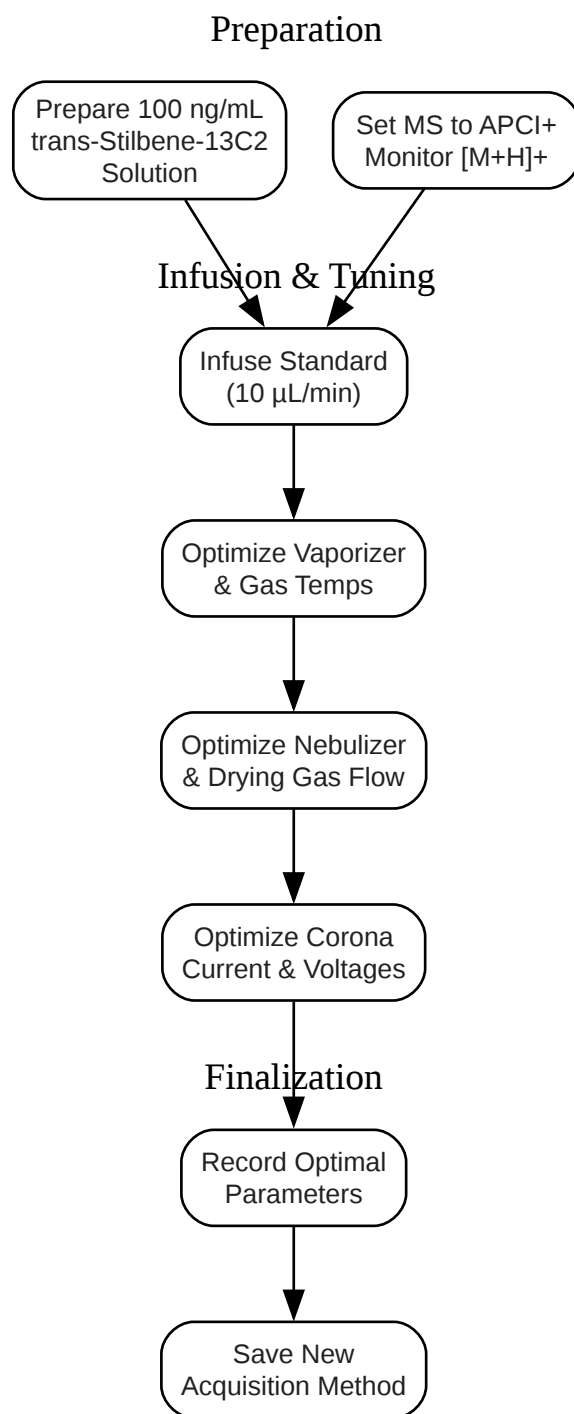 Preparation
Prepare 100 ng/mL
trans-Stilbene-13C2
Solution
Set MS to APCI+
Monitor [M+H]+
Infusion & Tuning
Infuse Standard
(10 µL/min)
Optimize Vaporizer
& Gas Temps
Optimize Nebulizer
& Drying Gas Flow
Optimize Corona
Current & Voltages
Finalization
Record Optimal
Parameters
Save New
Acquisition Method